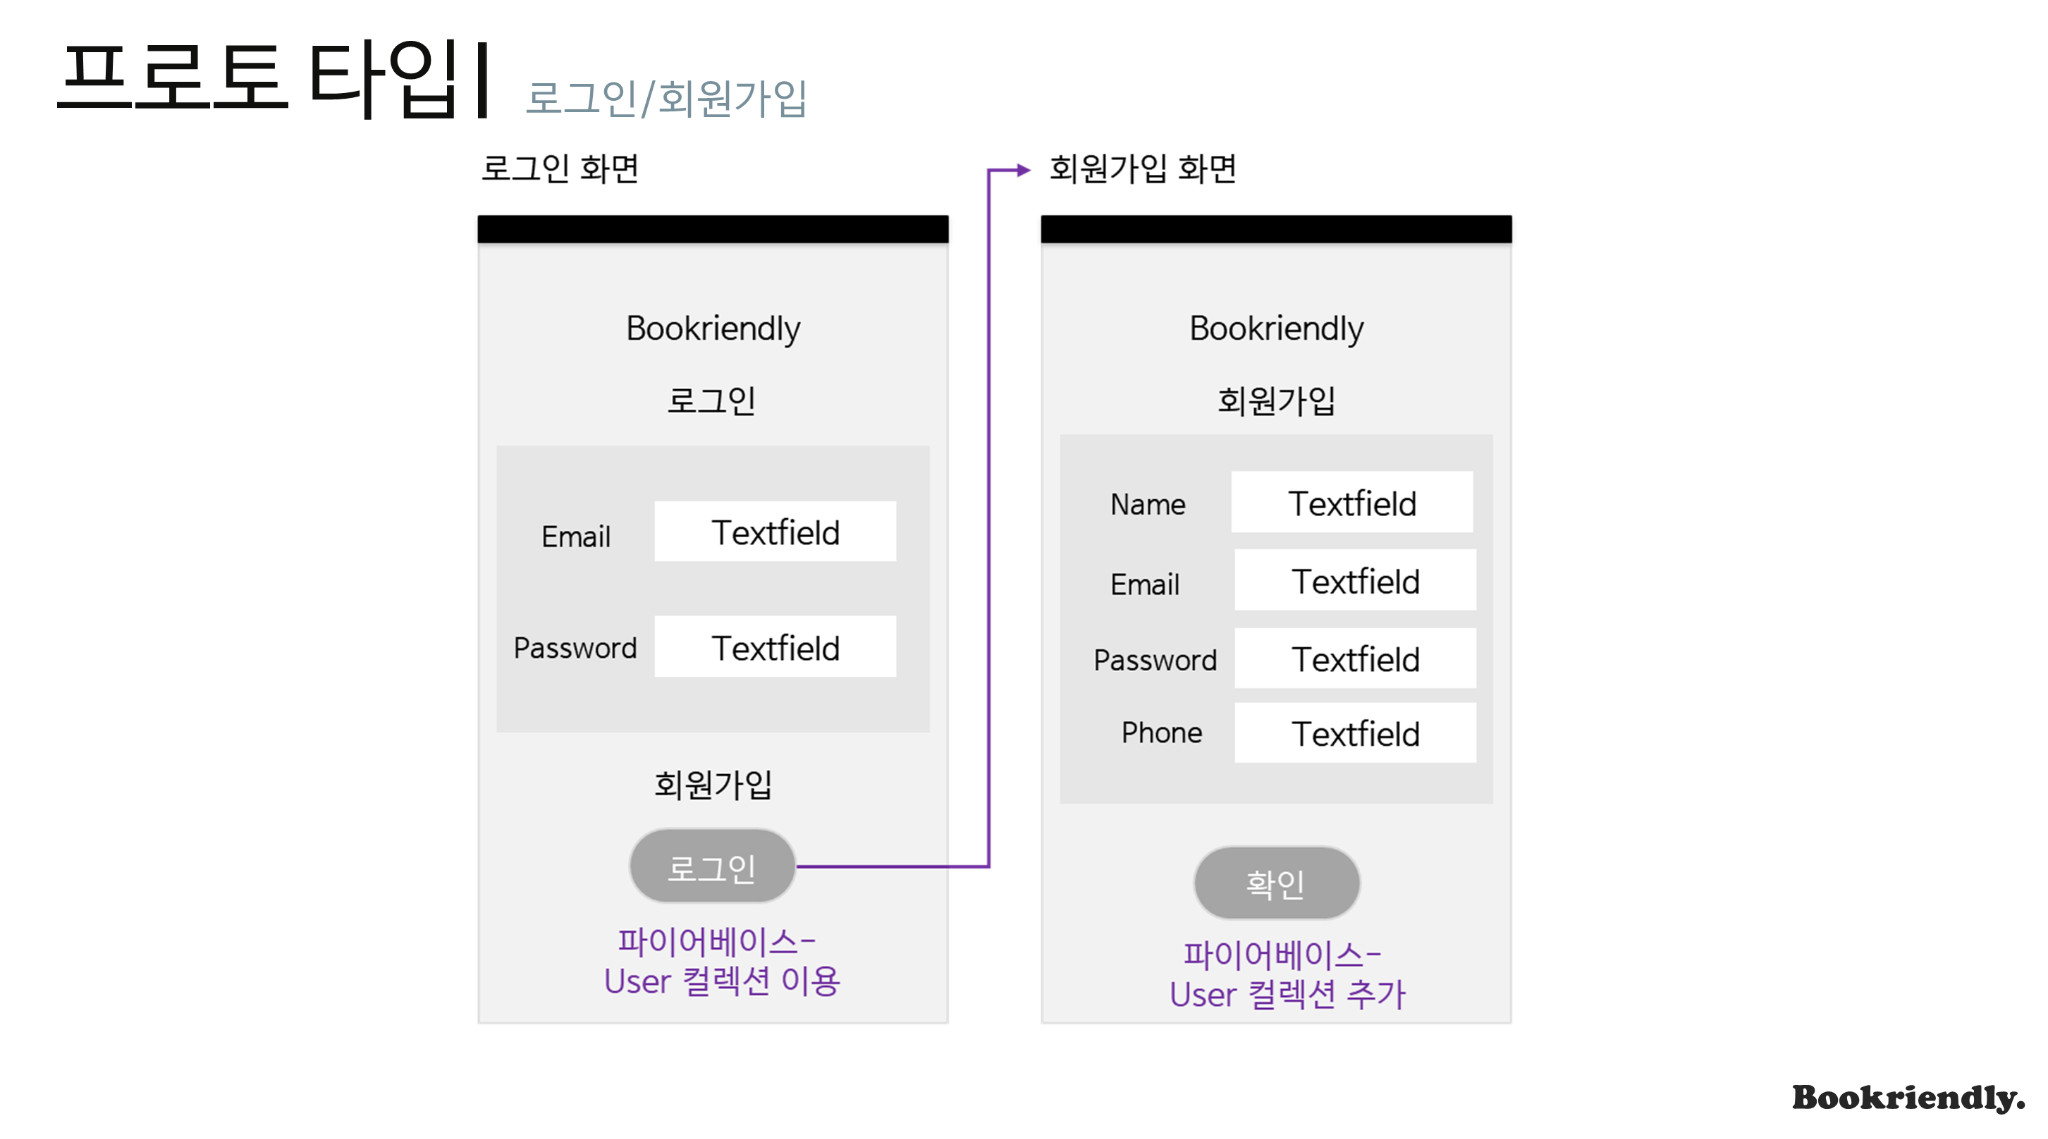 프로토 타입| 로그인/회원가입
로그인 화면
Bookriendly
로그인
Email Textfield
Password Textfield
회원가입
로그인
파이어베이스-
User 컬렉션 이용
회원가입 화면
Bookriendly
회원가입
Name Textfield
Email Textfield
Password Textfield
Phone Textfield
확인
파이어베이스-
User 컬렉션 추가
Bookriendly.